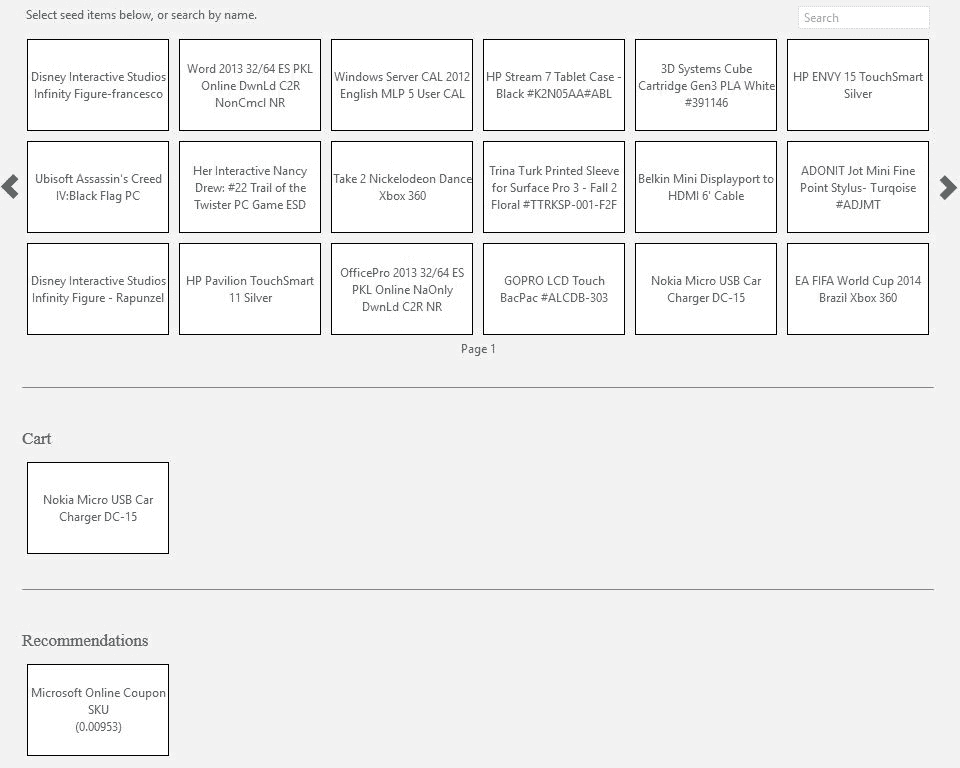 Select seed items below, or search by name.
Search
Disney Interactive Studios
Infinity Figure-francesco
Word 2013 32/64 ES PKL
Online DwnLd C2R
NonCmcl NR
Windows Server CAL 2012
English MLP 5 User CAL
HP Stream 7 Tablet Case -
Black #K2N05AA#ABL
3D Systems Cube
Cartridge Gen3 PLA White
#391146
HP ENVY 15 TouchSmart
Silver
Ubisoft Assassin's Creed
IV:Black Flag PC
Her Interactive Nancy
Drew: #22 Trail of the
Twister PC Game ESD
Take 2 Nickelodeon Dance
Xbox 360
Trina Turk Printed Sleeve
for Surface Pro 3 - Fall 2
Floral #TTRKSP-001-F2F
Belkin Mini Displayport to
HDMI 6' Cable
ADONIT Jot Mini Fine
Point Stylus- Turqoise
#ADJMT
Disney Interactive Studios
Infinity Figure - Rapunzel
HP Pavilion TouchSmart
11 Silver
OfficePro 2013 32/64 ES
PKL Online NaOnly
DwnLd C2R NR
GOPRO LCD Touch
BacPac #ALCDB-303
Nokia Micro USB Car
Charger DC-15
EA FIFA World Cup 2014
Brazil Xbox 360
Page 1
Cart
Nokia Micro USB Car
Charger DC-15
Recommendations
Microsoft Online Coupon
SKU
(0.00953)